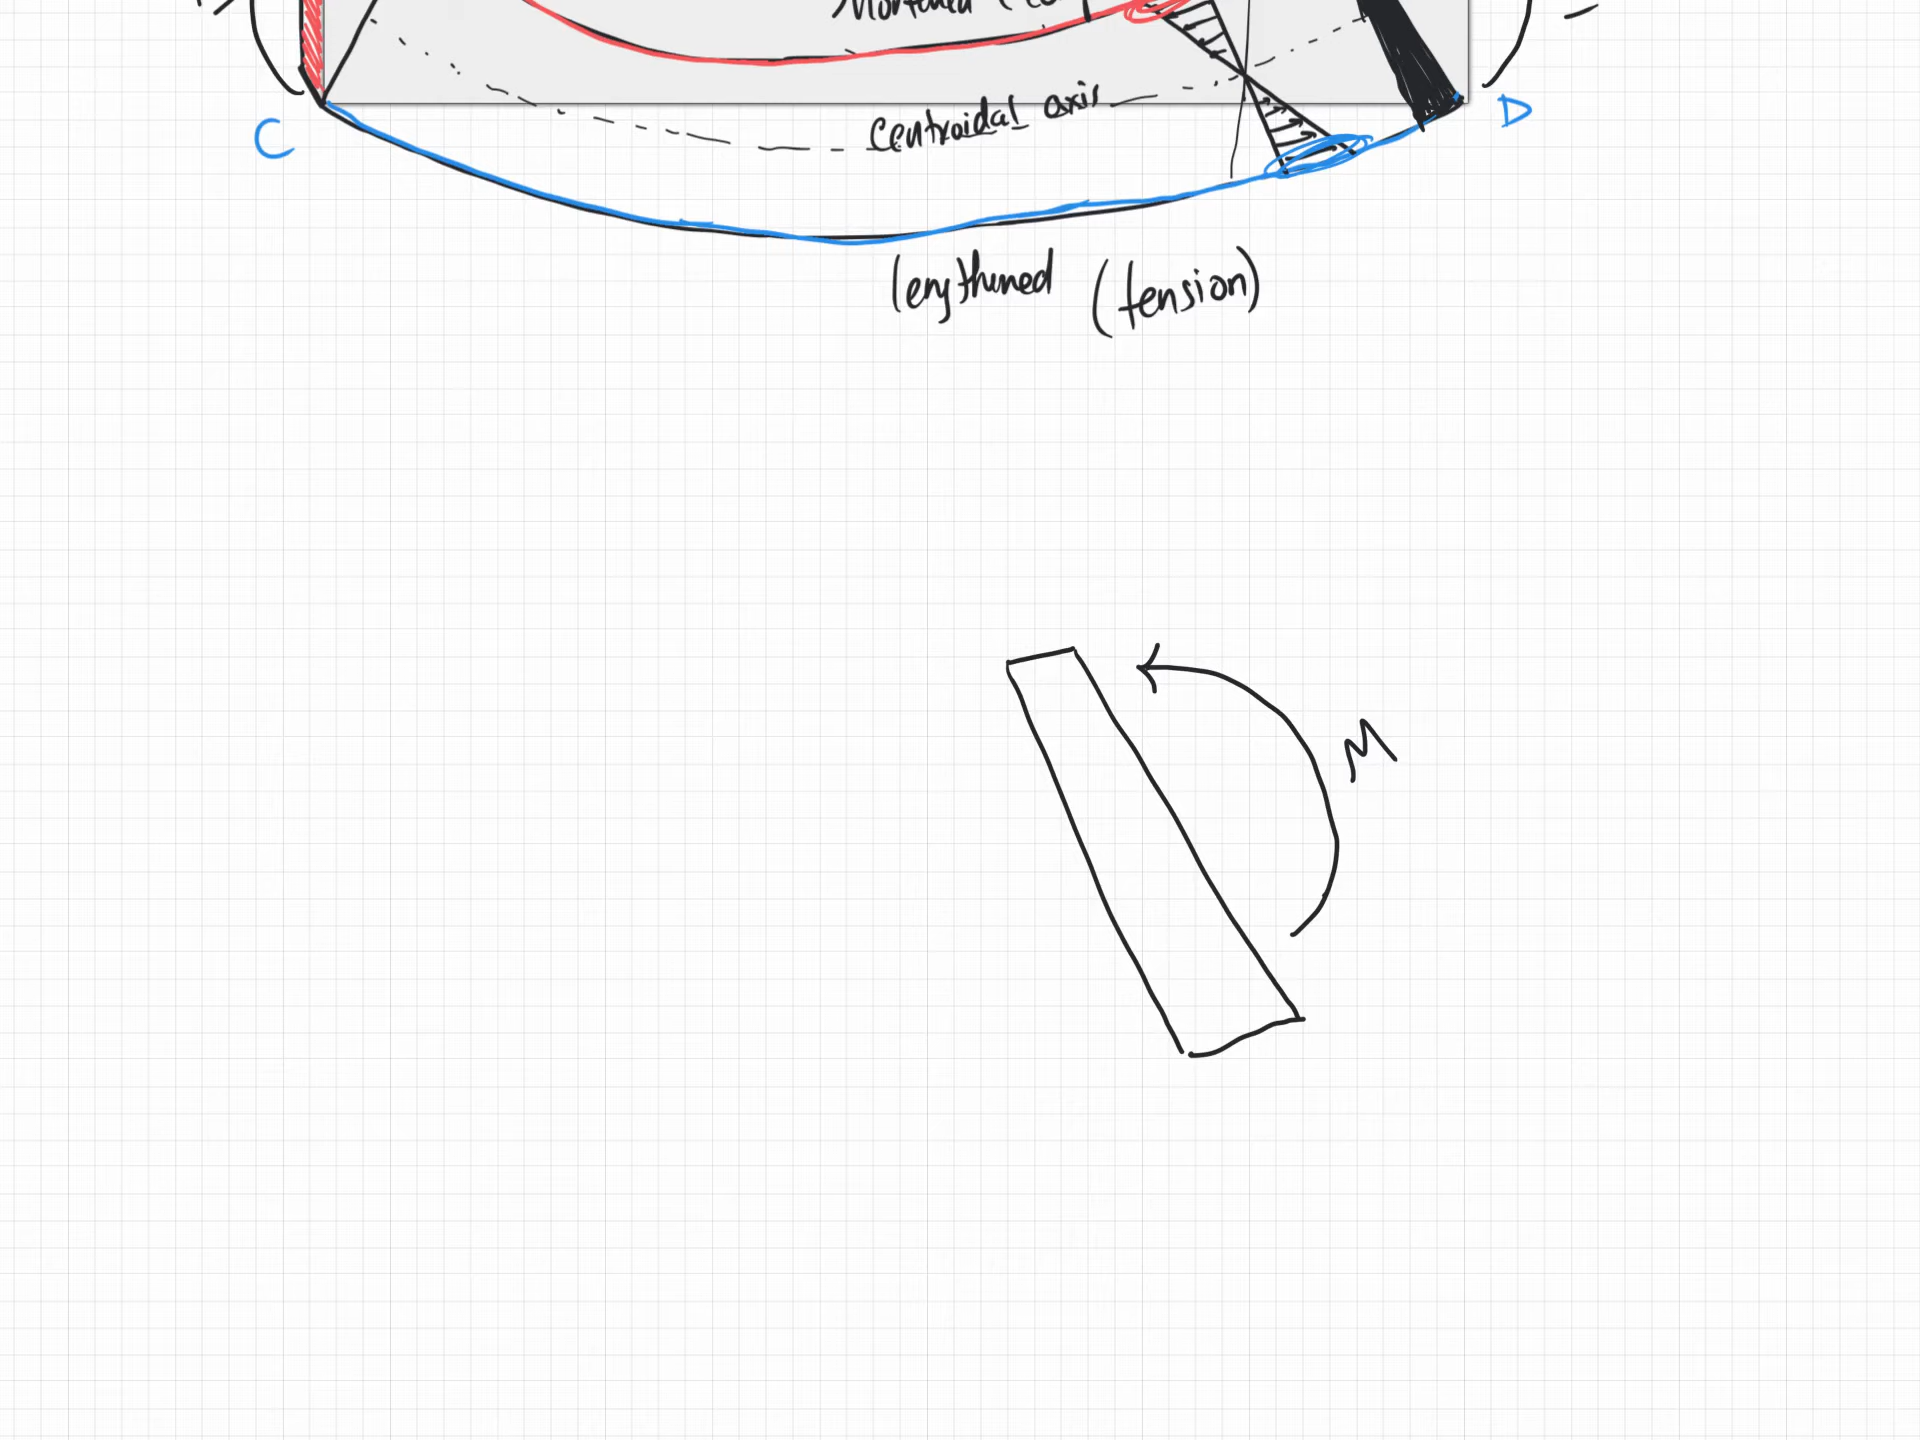 Centroidal axis
C
D
lengthened (tension)
M